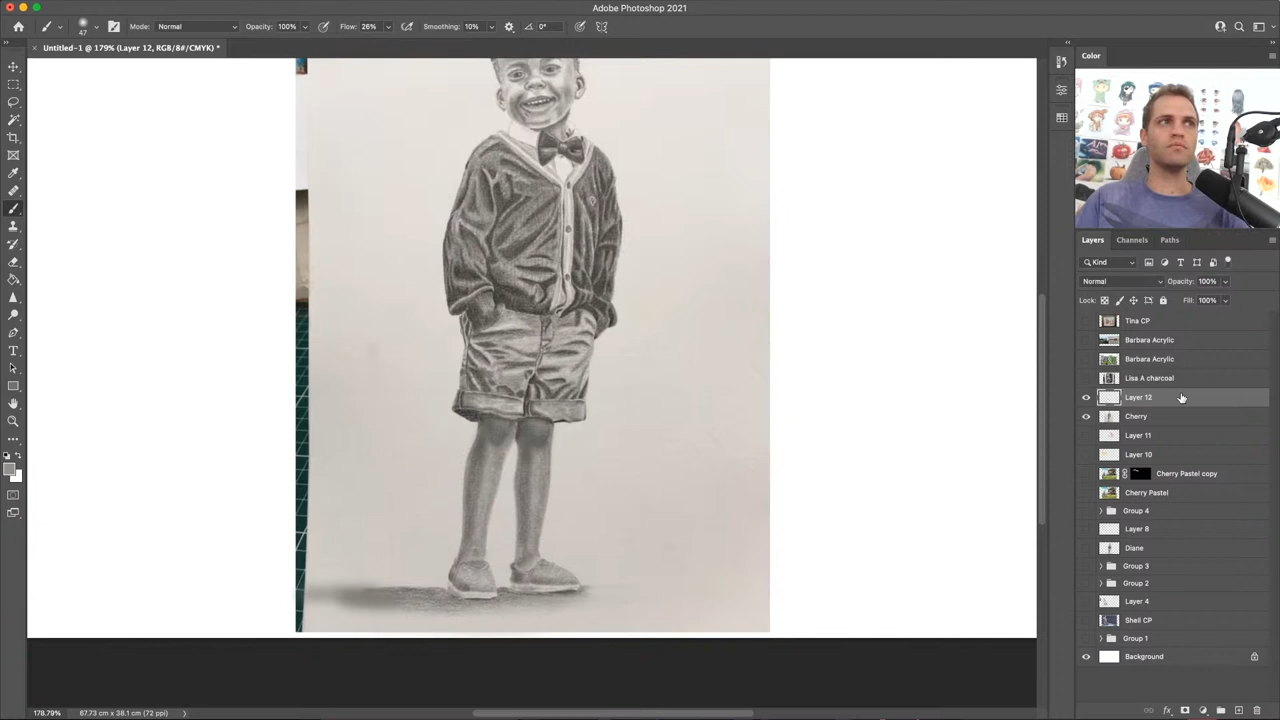 Adobe Photoshop 2021
47
Mode: Normal
Opacity: 100%
Flow: 26%
Smoothing: 10%
0°
Untitled-1 @ 179% (Layer 12, RGB/8#/CMYK) *
Color
Layers
Channels
Paths
Kind
Normal
Opacity: 100%
Lock:
Fill: 100%
Tina CP
Barbara Acrylic
Barbara Acrylic
Lisa A charcoal
Layer 12
Cherry
Layer 11
Layer 10
Cherry Pastel copy
Cherry Pastel
Group 4
Layer 8
Diane
Group 3
Group 2
Layer 4
Shell CP
Group 1
Background
178.79%
67.73 cm x 38.1 cm (72 ppi)